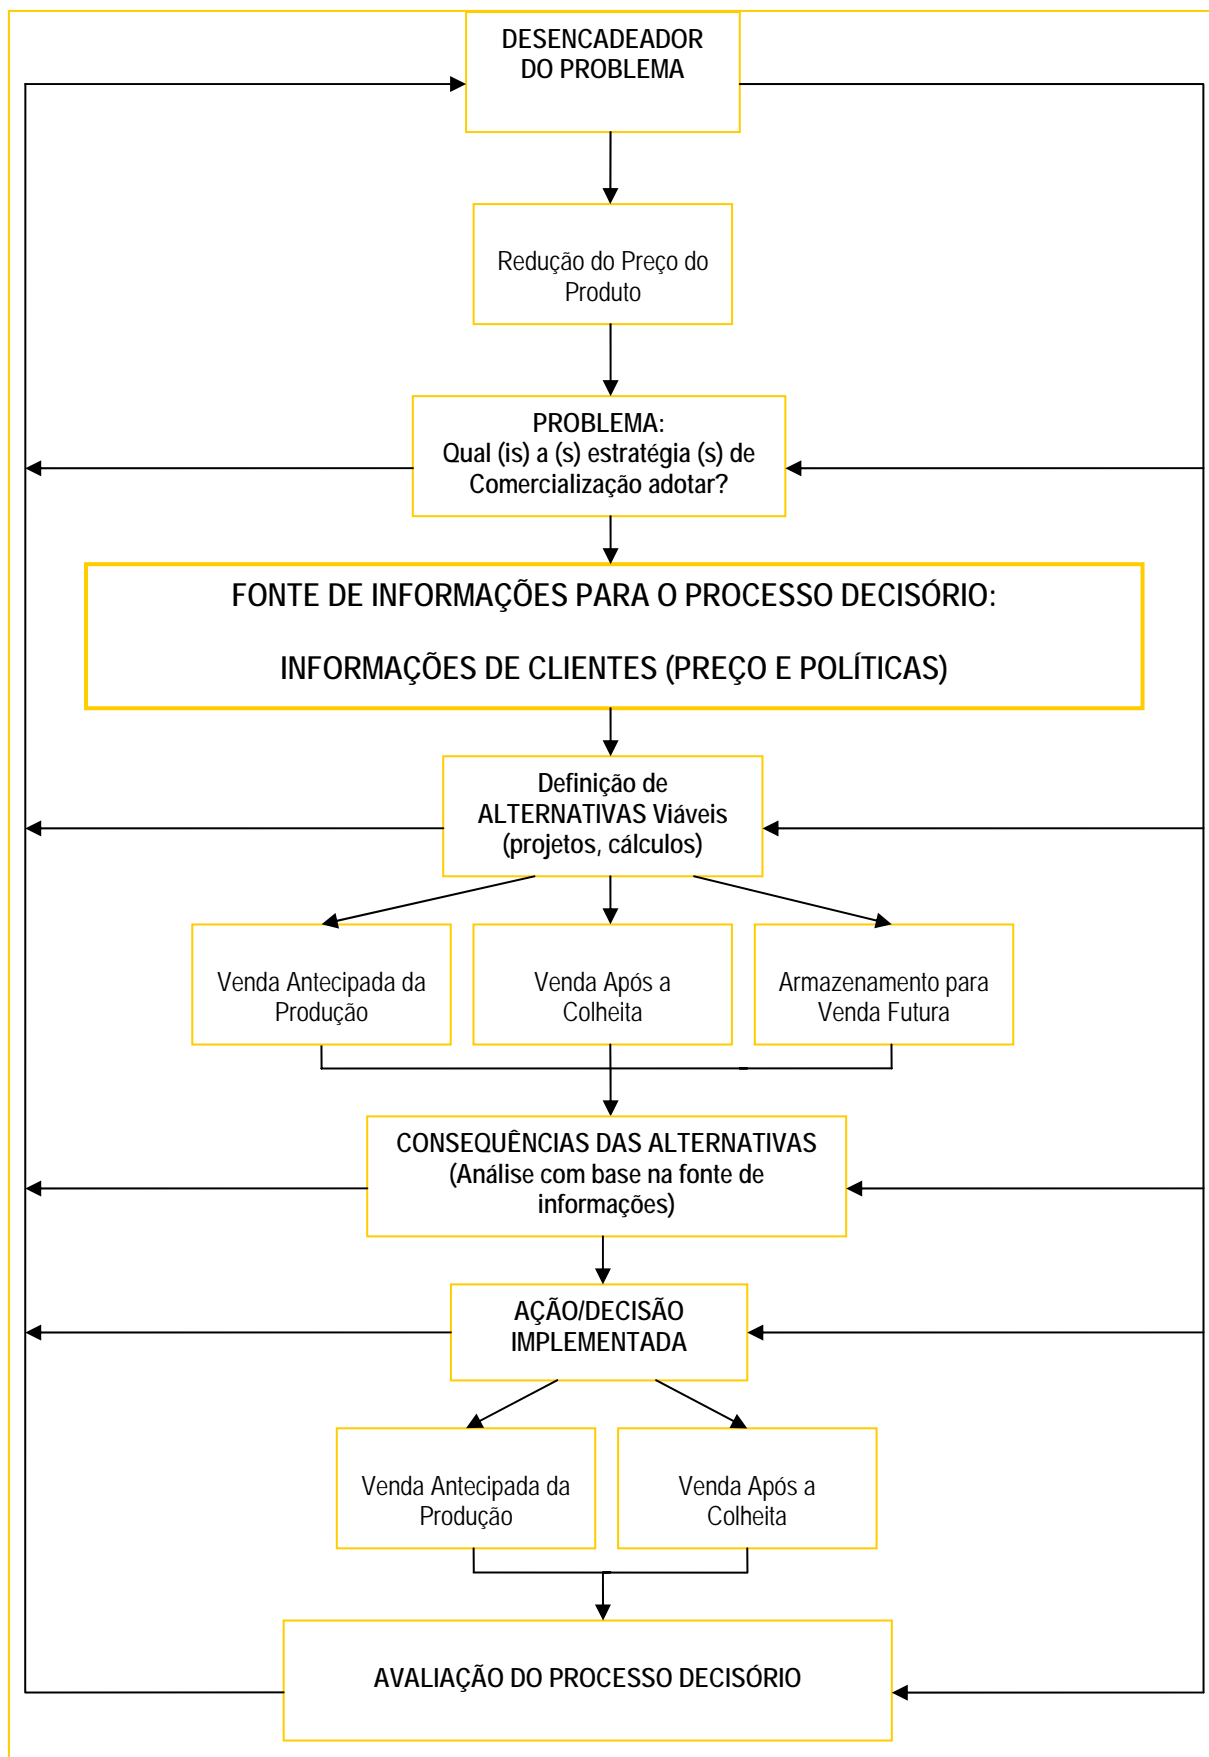 DESENCADEADOR
DO PROBLEMA
Redução do Preço do
Produto
PROBLEMA:
Qual (is) a (s) estratégia (s) de
Comercialização adotar?
FONTE DE INFORMAÇÕES PARA O PROCESSO DECISÓRIO:
INFORMAÇÕES DE CLIENTES (PREÇO E POLÍTICAS)
Definição de
ALTERNATIVAS Viáveis
(projetos, cálculos)
Venda Antecipada da
Produção
Venda Após a
Colheita
Armazenamento para
Venda Futura
CONSEQUÊNCIAS DAS ALTERNATIVAS
(Análise com base na fonte de
informações)
AÇÃO/DECISÃO
IMPLEMENTADA
Venda Antecipada da
Produção
Venda Após a
Colheita
AVALIAÇÃO DO PROCESSO DECISÓRIO